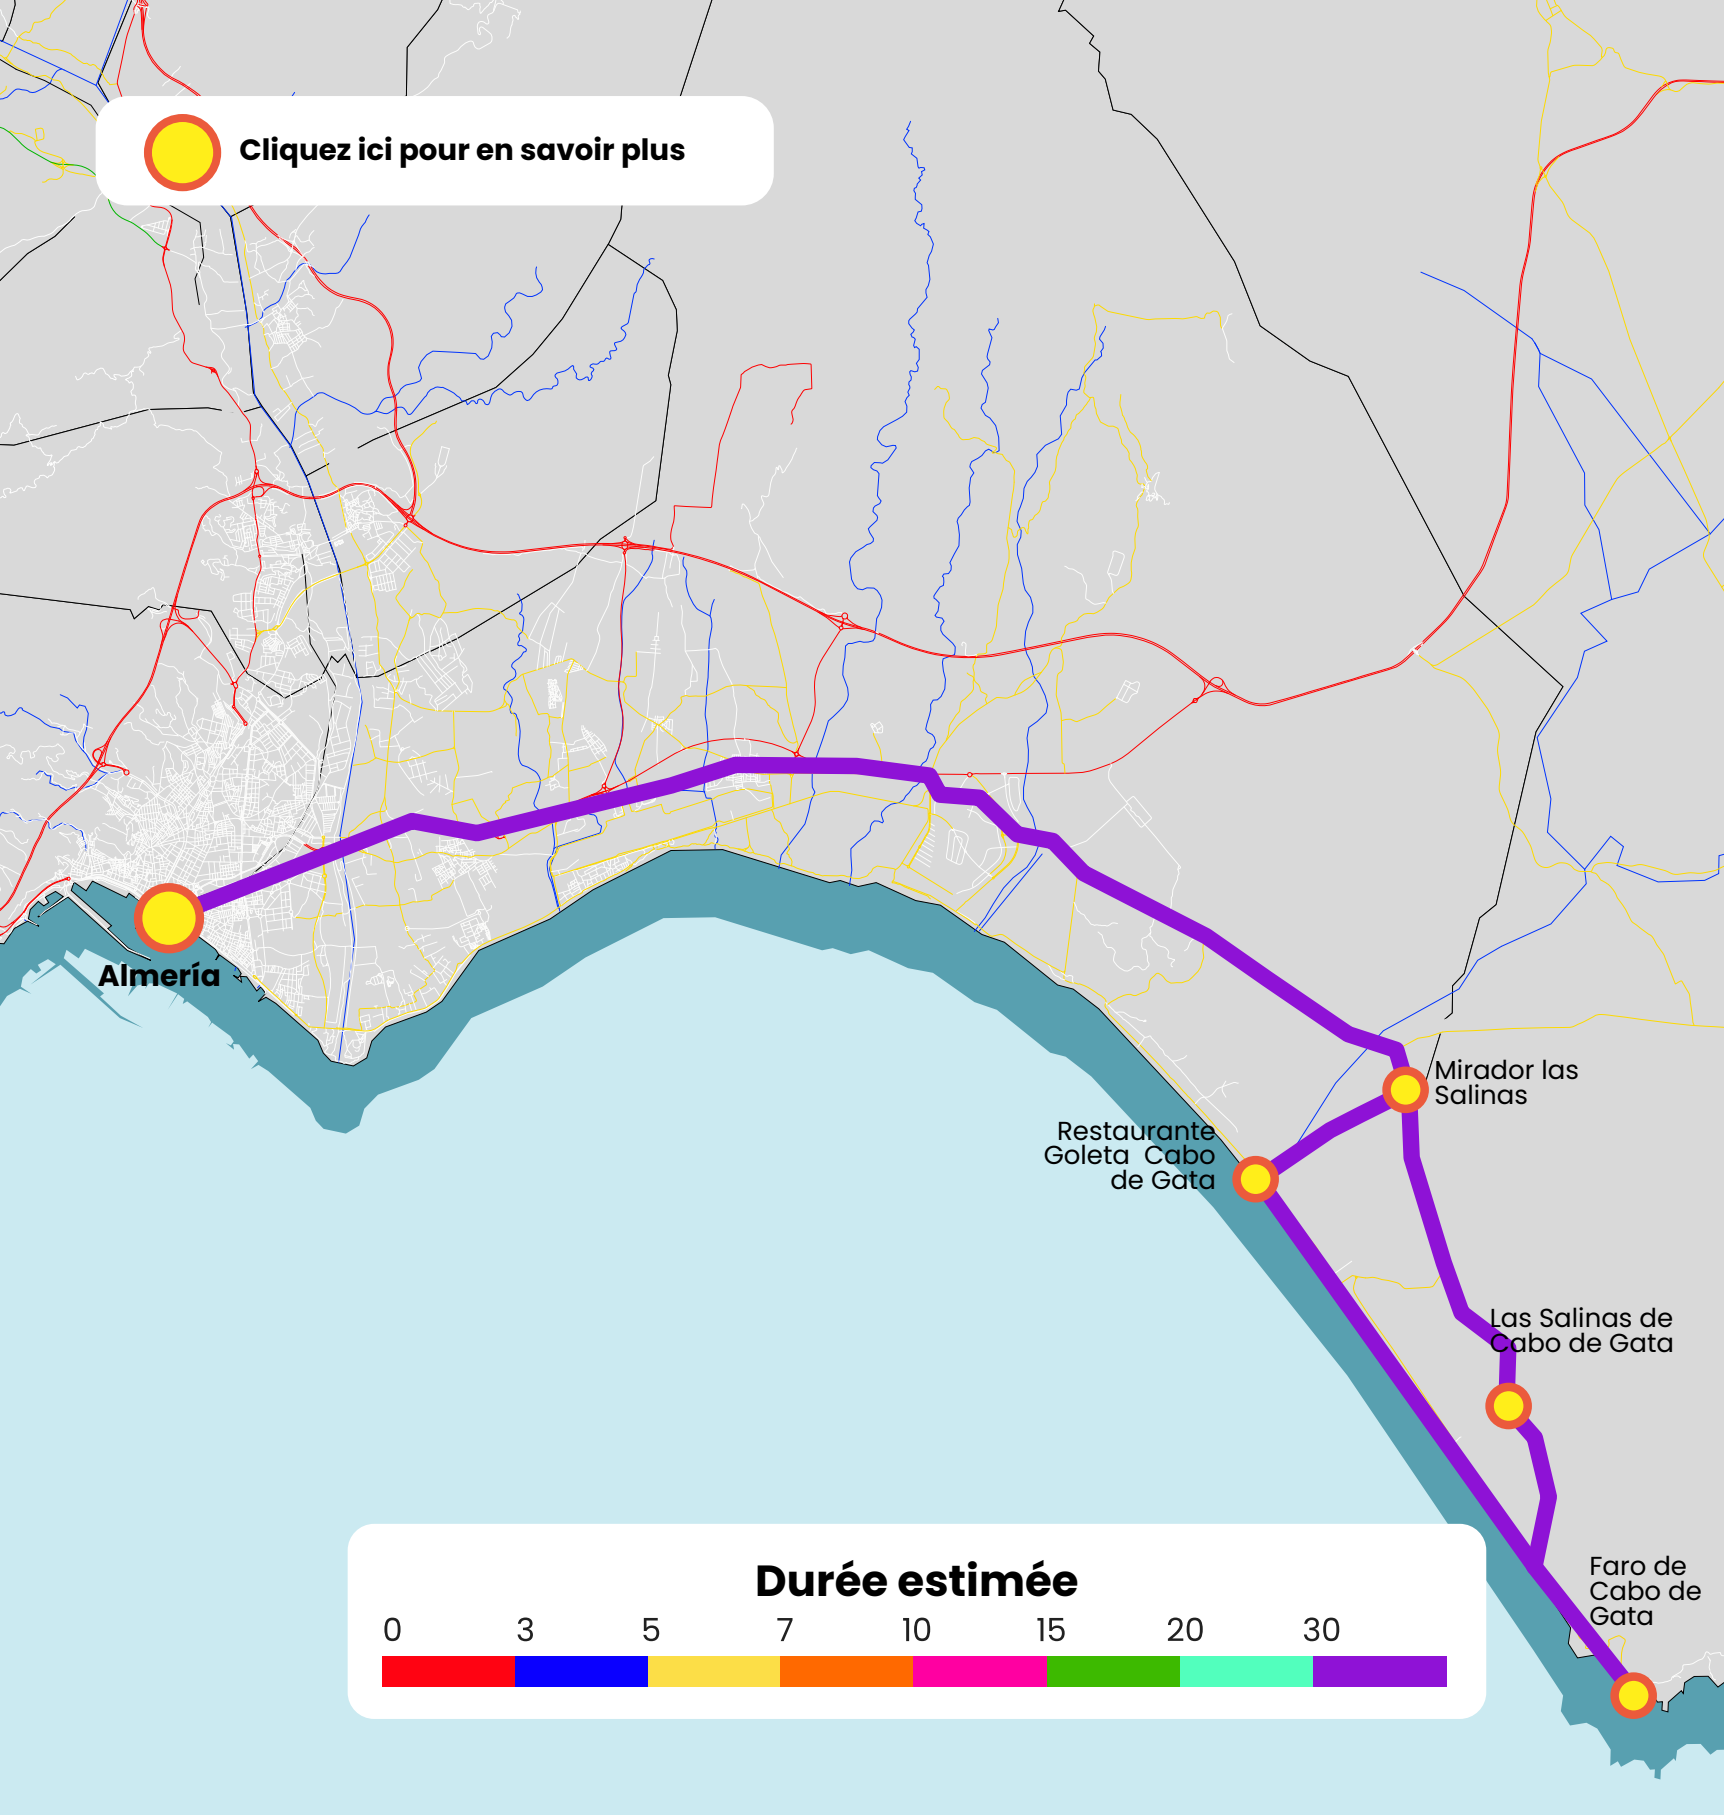 Cliquez ici pour en savoir plus
Almería
Mirador las
Salinas
Restaurante
Goleta Cabo
de Gata
Las Salinas de
Cabo de Gata
Faro de
Cabo de
Gata
Durée estimée
0 3 5 7 10 15 20 30